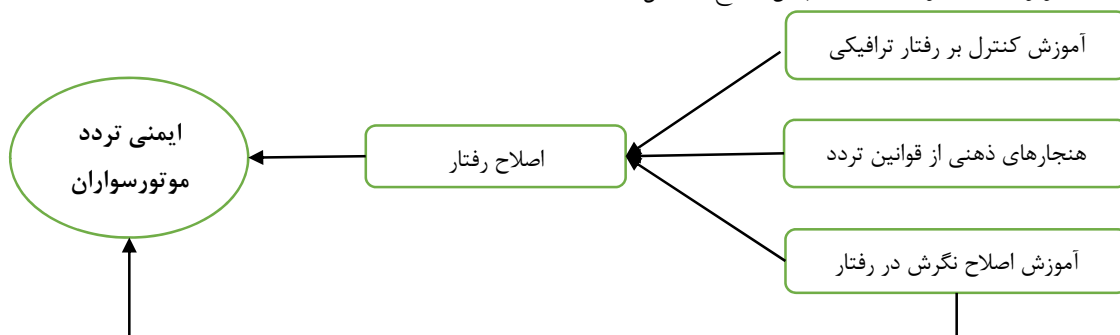 آموزش کنترل بر رفتار ترافیکی
هنجارهای ذهنی از قوانین تردد
آموزش اصلاح نگرش در رفتار
اصلاح رفتار
ایمنی تردد
موتورسواران